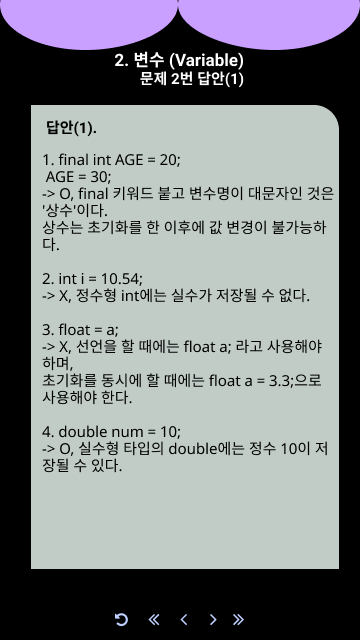 2. 변수 (Variable)
문제 2번 답안(1)
답안(1).
1. final int AGE = 20;
AGE = 30;
-> O, final 키워드 붙고 변수명이 대문자인 것은
'상수'이다.
상수는 초기화를 한 이후에 값 변경이 불가능하
다.
2. int i = 10.54;
-> X, 정수형 int에는 실수가 저장될 수 없다.
3. float = a;
-> X, 선언을 할 때에는 float a; 라고 사용해야
하며,
초기화를 동시에 할 때에는 float a = 3.3;으로
사용해야 한다.
4. double num = 10;
-> O, 실수형 타입의 double에는 정수 10이 저
장될 수 있다.